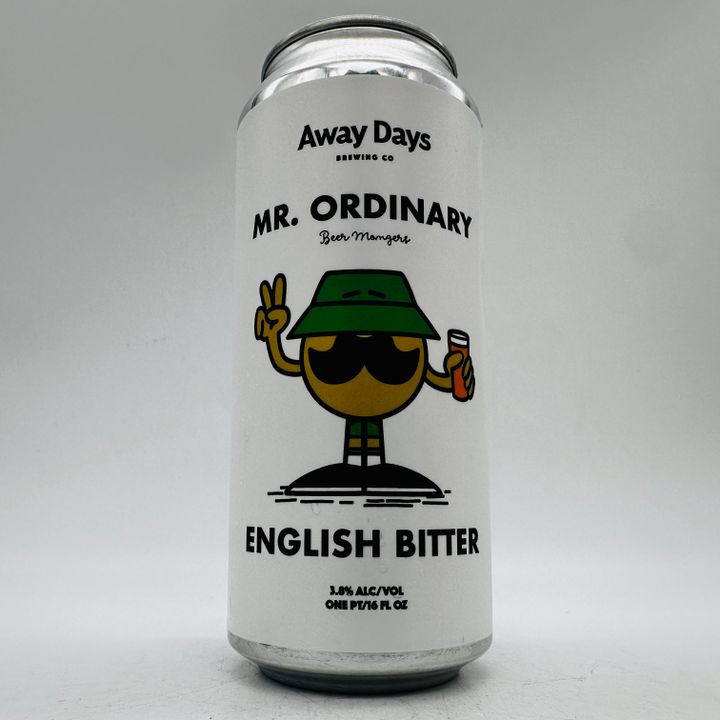 Away Days
BREWING CO
MR. ORDINARY
Beer Mongers
ENGLISH BITTER
3.8% ALC/VOL
ONE PT/16 FL OZ